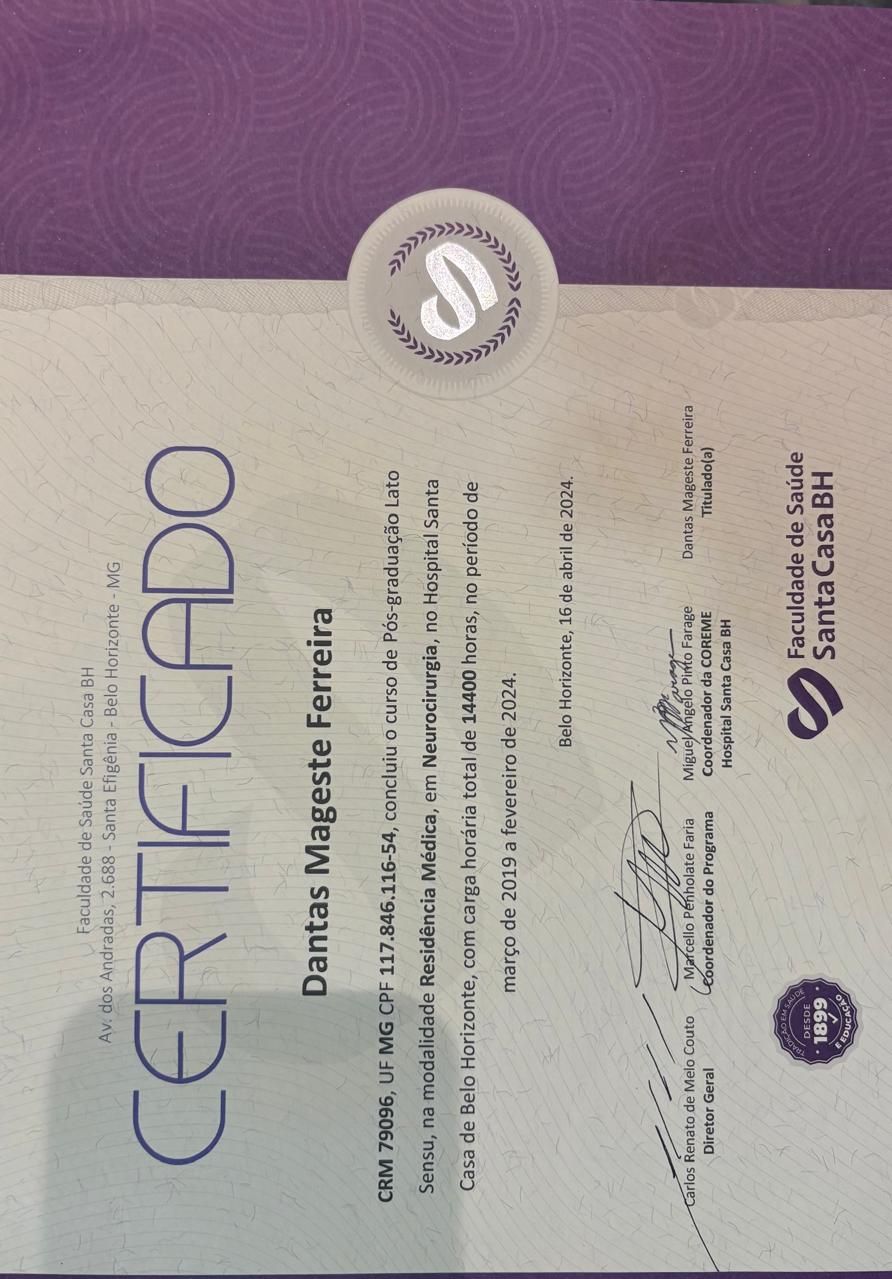 Faculdade de Saúde Santa Casa BH
Av. dos Andradas, 2.688 - Santa Efigênia - Belo Horizonte - MG
CERTIFICADO
Dantas Mageste Ferreira
CRM 79096, UF MG CPF 117.846.116-54, concluiu o curso de Pós-graduação Lato
Sensu, na modalidade Residência Médica, em Neurocirurgia, no Hospital Santa
Casa de Belo Horizonte, com carga horária total de 14400 horas, no período de
março de 2019 a fevereiro de 2024.
Belo Horizonte, 16 de abril de 2024.
Carlos Renato de Melo Couto
Diretor Geral
Marcello Penholate Faria
Coordenador do Programa
Miguel Angelo Pinto Farage
Coordenador da COREME
Hospital Santa Casa BH
Dantas Mageste Ferreira
Titulado(a)
TRADIÇÃO EM SAÚDE
DESDE
1899
E EDUCAÇÃO
Faculdade de Saúde
Santa Casa BH